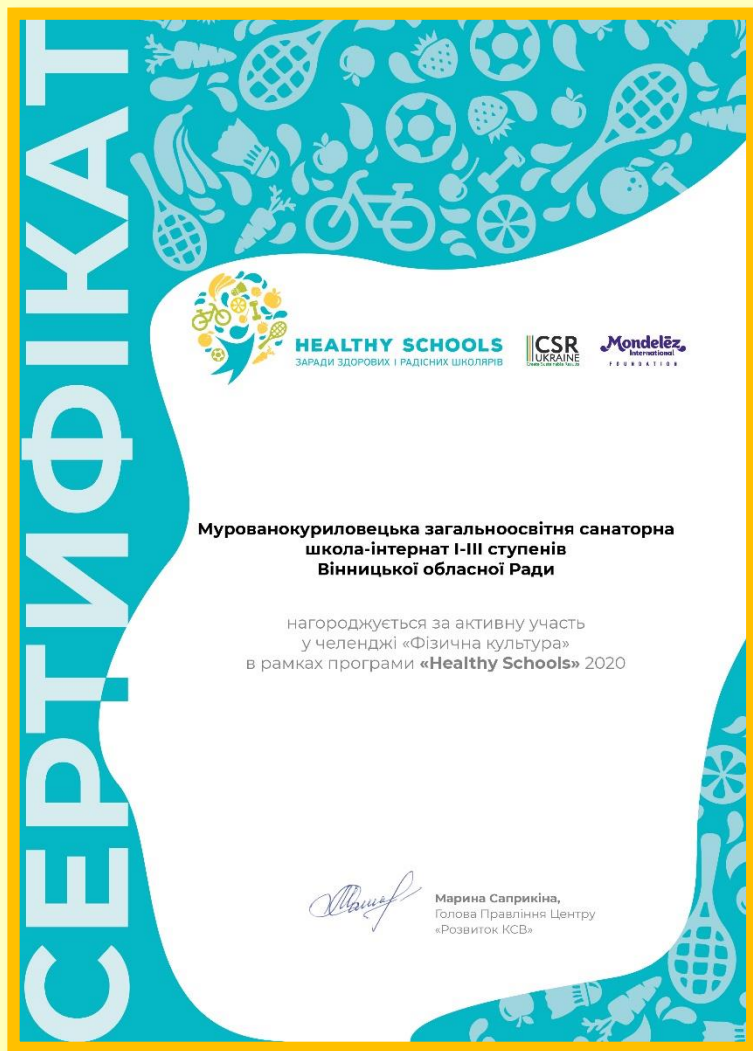 СЕРТИФІКАТ
HEALTHY SCHOOLS
ЗАРАДИ ЗДОРОВИХ І РАДІСНИХ ШКОЛЯРІВ
CSR
UKRAINE
Mondelēz
International
FOUNDATION
Мурованокуриловецька загальноосвітня санаторна
школа-інтернат І-ІІІ ступенів
Вінницької обласної Ради
нагороджується за активну участь
у челенджі «Фізична культура»
в рамках програми «Healthy Schools» 2020
Марина Саприкіна,
Голова Правління Центру
«Розвиток КСВ»